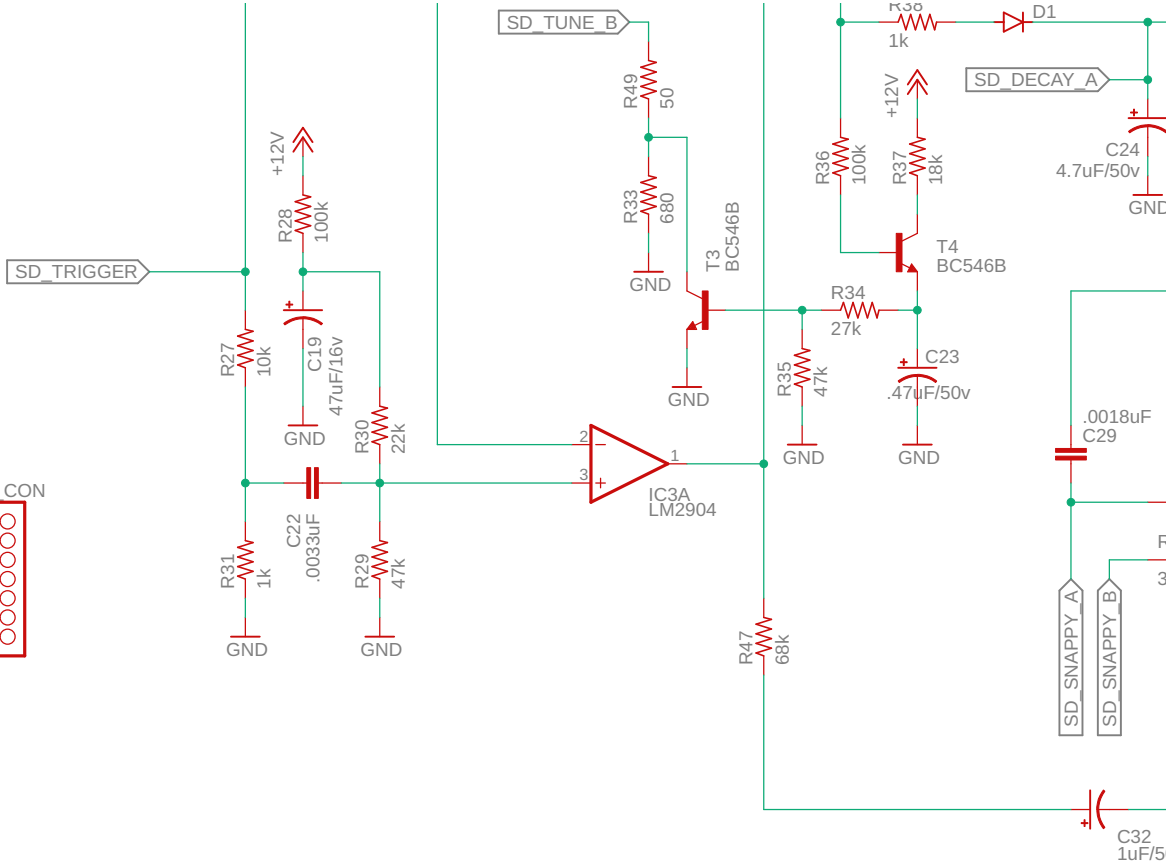 SD_TUNE_B
R38
1k
D1
SD_DECAY_A
R49
50
+12V
+12V
C24
4.7uF/50v
GND
R36
100k
R37
18k
R28
100k
R33
680
T3
BC546B
T4
BC546B
SD_TRIGGER
GND
R34
27k
R27
10k
C19
47uF/16v
C23
.47uF/50v
R35
47k
GND
GND
R30
22k
.0018uF
C29
2
3
1
GND
GND
IC3A
LM2904
CON
C22
.0033uF
R31
1k
R29
47k
R
3
SD_SNAPPY_A
SD_SNAPPY_B
GND
GND
R47
68k
C32
1uF/5